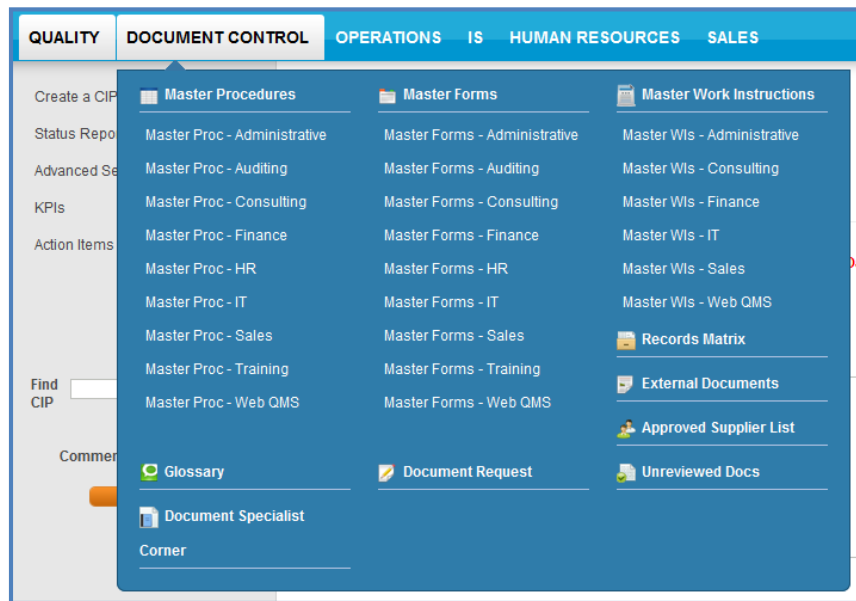 QUALITY DOCUMENT CONTROL OPERATIONS IS HUMAN RESOURCES SALES
Create a CIP
Status Repo
Advanced Se
KPIs
Action Items
Find
CIP
Commen
Master Procedures
Master Proc - Administrative
Master Proc - Auditing
Master Proc - Consulting
Master Proc - Finance
Master Proc - HR
Master Proc - IT
Master Proc - Sales
Master Proc - Training
Master Proc - Web QMS
Glossary
Document Specialist
Corner
Master Forms
Master Forms - Administrative
Master Forms - Auditing
Master Forms - Consulting
Master Forms - Finance
Master Forms - HR
Master Forms - IT
Master Forms - Sales
Master Forms - Training
Master Forms - Web QMS
Document Request
Master Work Instructions
Master WIs - Administrative
Master WIs - Consulting
Master WIs - Finance
Master WIs - IT
Master WIs - Sales
Master WIs - Web QMS
Records Matrix
External Documents
Approved Supplier List
Unreviewed Docs